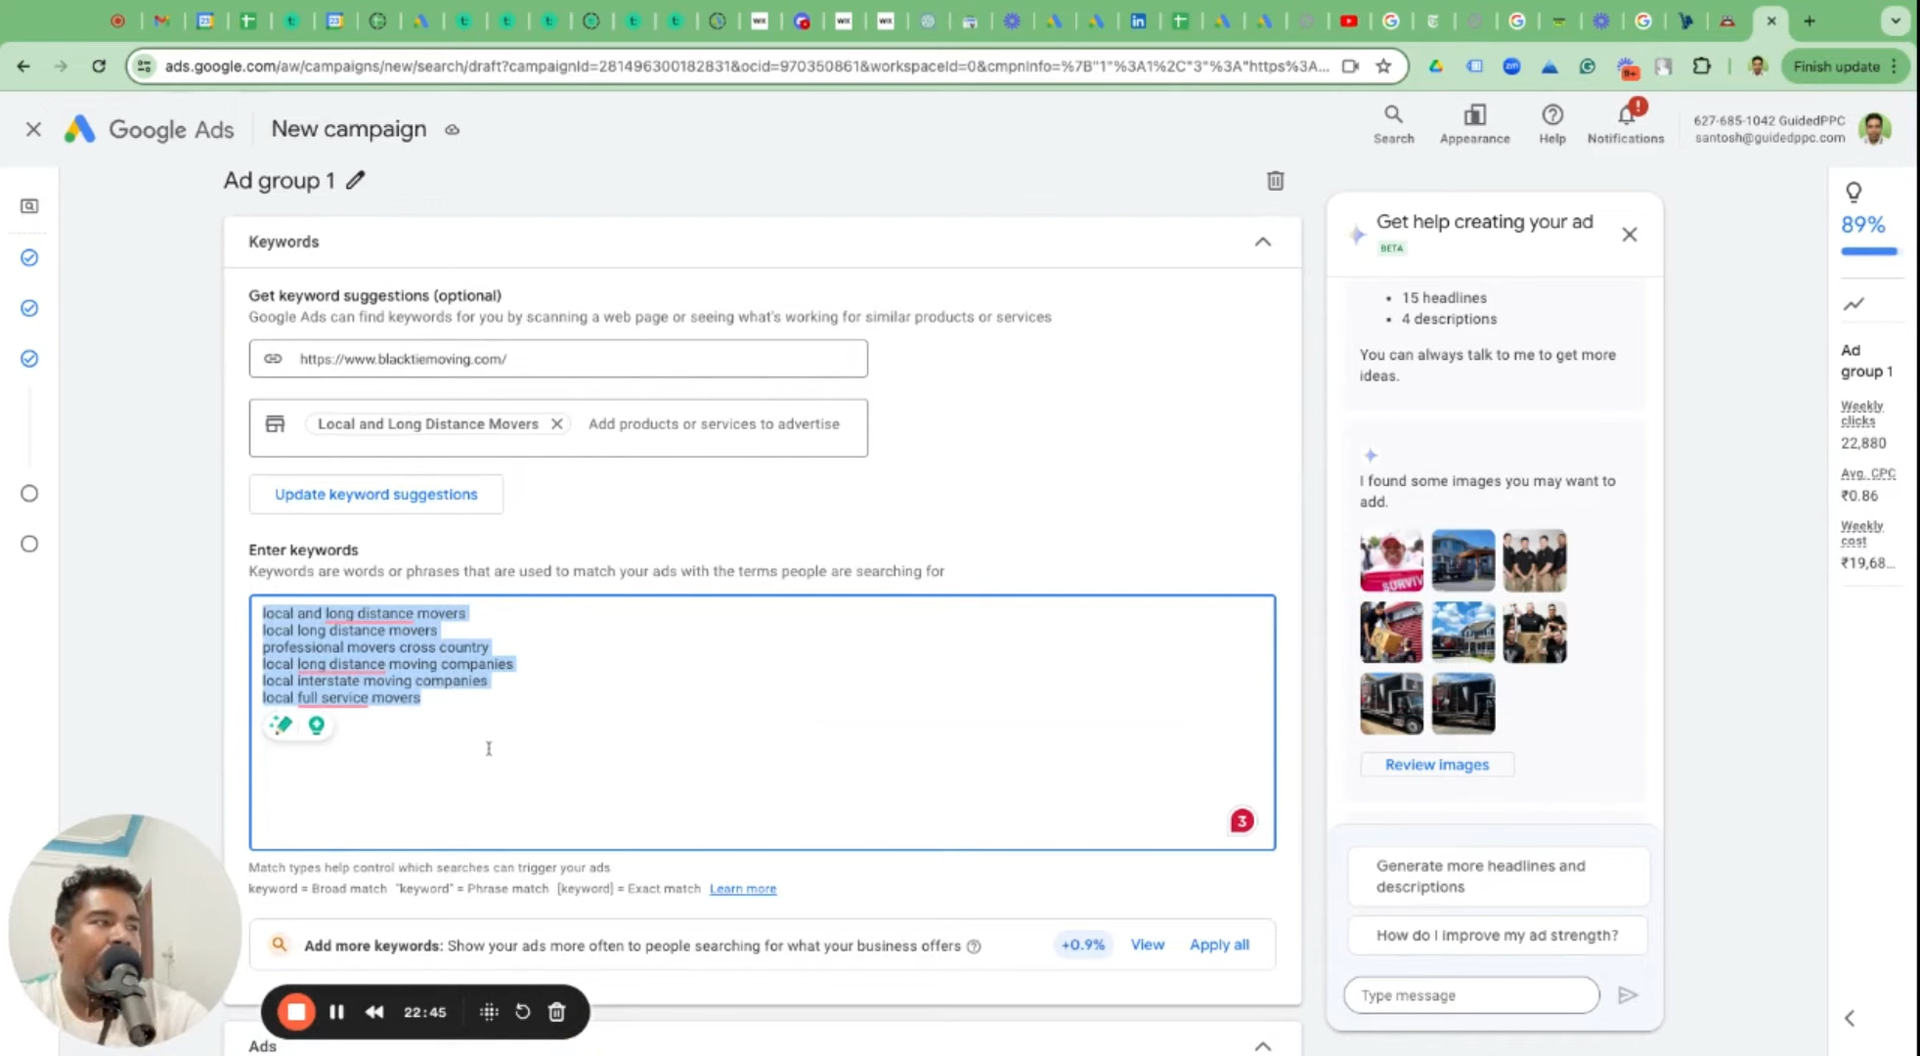 ads.google.com/aw/campaigns/new/search/draft?campaignId=281496300182831&ocid=970350861&workspaceId=0&cmpnInfo=%7B"1"%3A1%2C"3"%3A"https%3A...
Finish update
Google Ads
New campaign
Search
Appearance
Help
Notifications
627-685-1042 GuidedPPC
santosh@guidedppc.com
Ad group 1
Keywords
Get keyword suggestions (optional)
Google Ads can find keywords for you by scanning a web page or seeing what's working for similar products or services
https://www.blacktiemoving.com/
Local and Long Distance Movers
Add products or services to advertise
Update keyword suggestions
Enter keywords
Keywords are words or phrases that are used to match your ads with the terms people are searching for
local and long distance movers
local long distance movers
professional movers cross country
local long distance moving companies
local interstate moving companies
local full service movers
3
Match types help control which searches can trigger your ads
keyword = Broad match "keyword" = Phrase match [keyword] = Exact match Learn more
Add more keywords: Show your ads more often to people searching for what your business offers
+0.9%
View
Apply all
22:45
Ads
Get help creating your ad
BETA
15 headlines
4 descriptions
You can always talk to me to get more
ideas.
I found some images you may want to
add.
SURVIV
Review images
Generate more headlines and
descriptions
How do I improve my ad strength?
Type message
89%
Ad
group 1
Weekly
clicks
22,880
Avg. CPC
₹0.86
Weekly
cost
₹19,68...